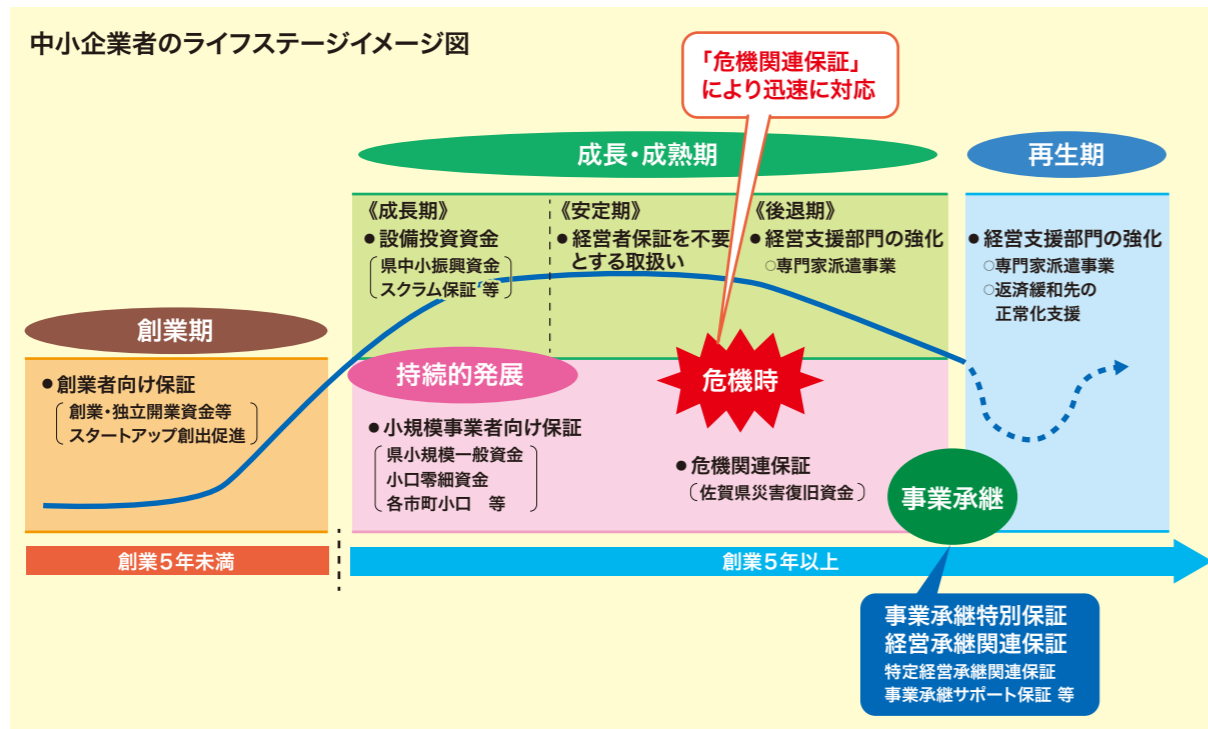 中小企業者のライフステージイメージ図
「危機関連保証」
により迅速に対応
成長・成熟期
再生期
《成長期》
●設備投資資金
県中小振興資金
スクラム保証 等
《安定期》
●経営者保証を不要
とする取扱い
《後退期》
●経営支援部門の強化
○専門家派遣事業
●経営支援部門の強化
○専門家派遣事業
○返済緩和先の
正常化支援
創業期
●創業者向け保証
創業・独立開業資金等
スタートアップ創出促進
持続的発展
●小規模事業者向け保証
県小規模一般資金
小口零細資金
各市町小口 等
危機時
●危機関連保証
〔佐賀県災害復旧資金〕
事業承継
創業5年未満
創業5年以上
事業承継特別保証
経営承継関連保証
特定経営承継関連保証
事業承継サポート保証 等